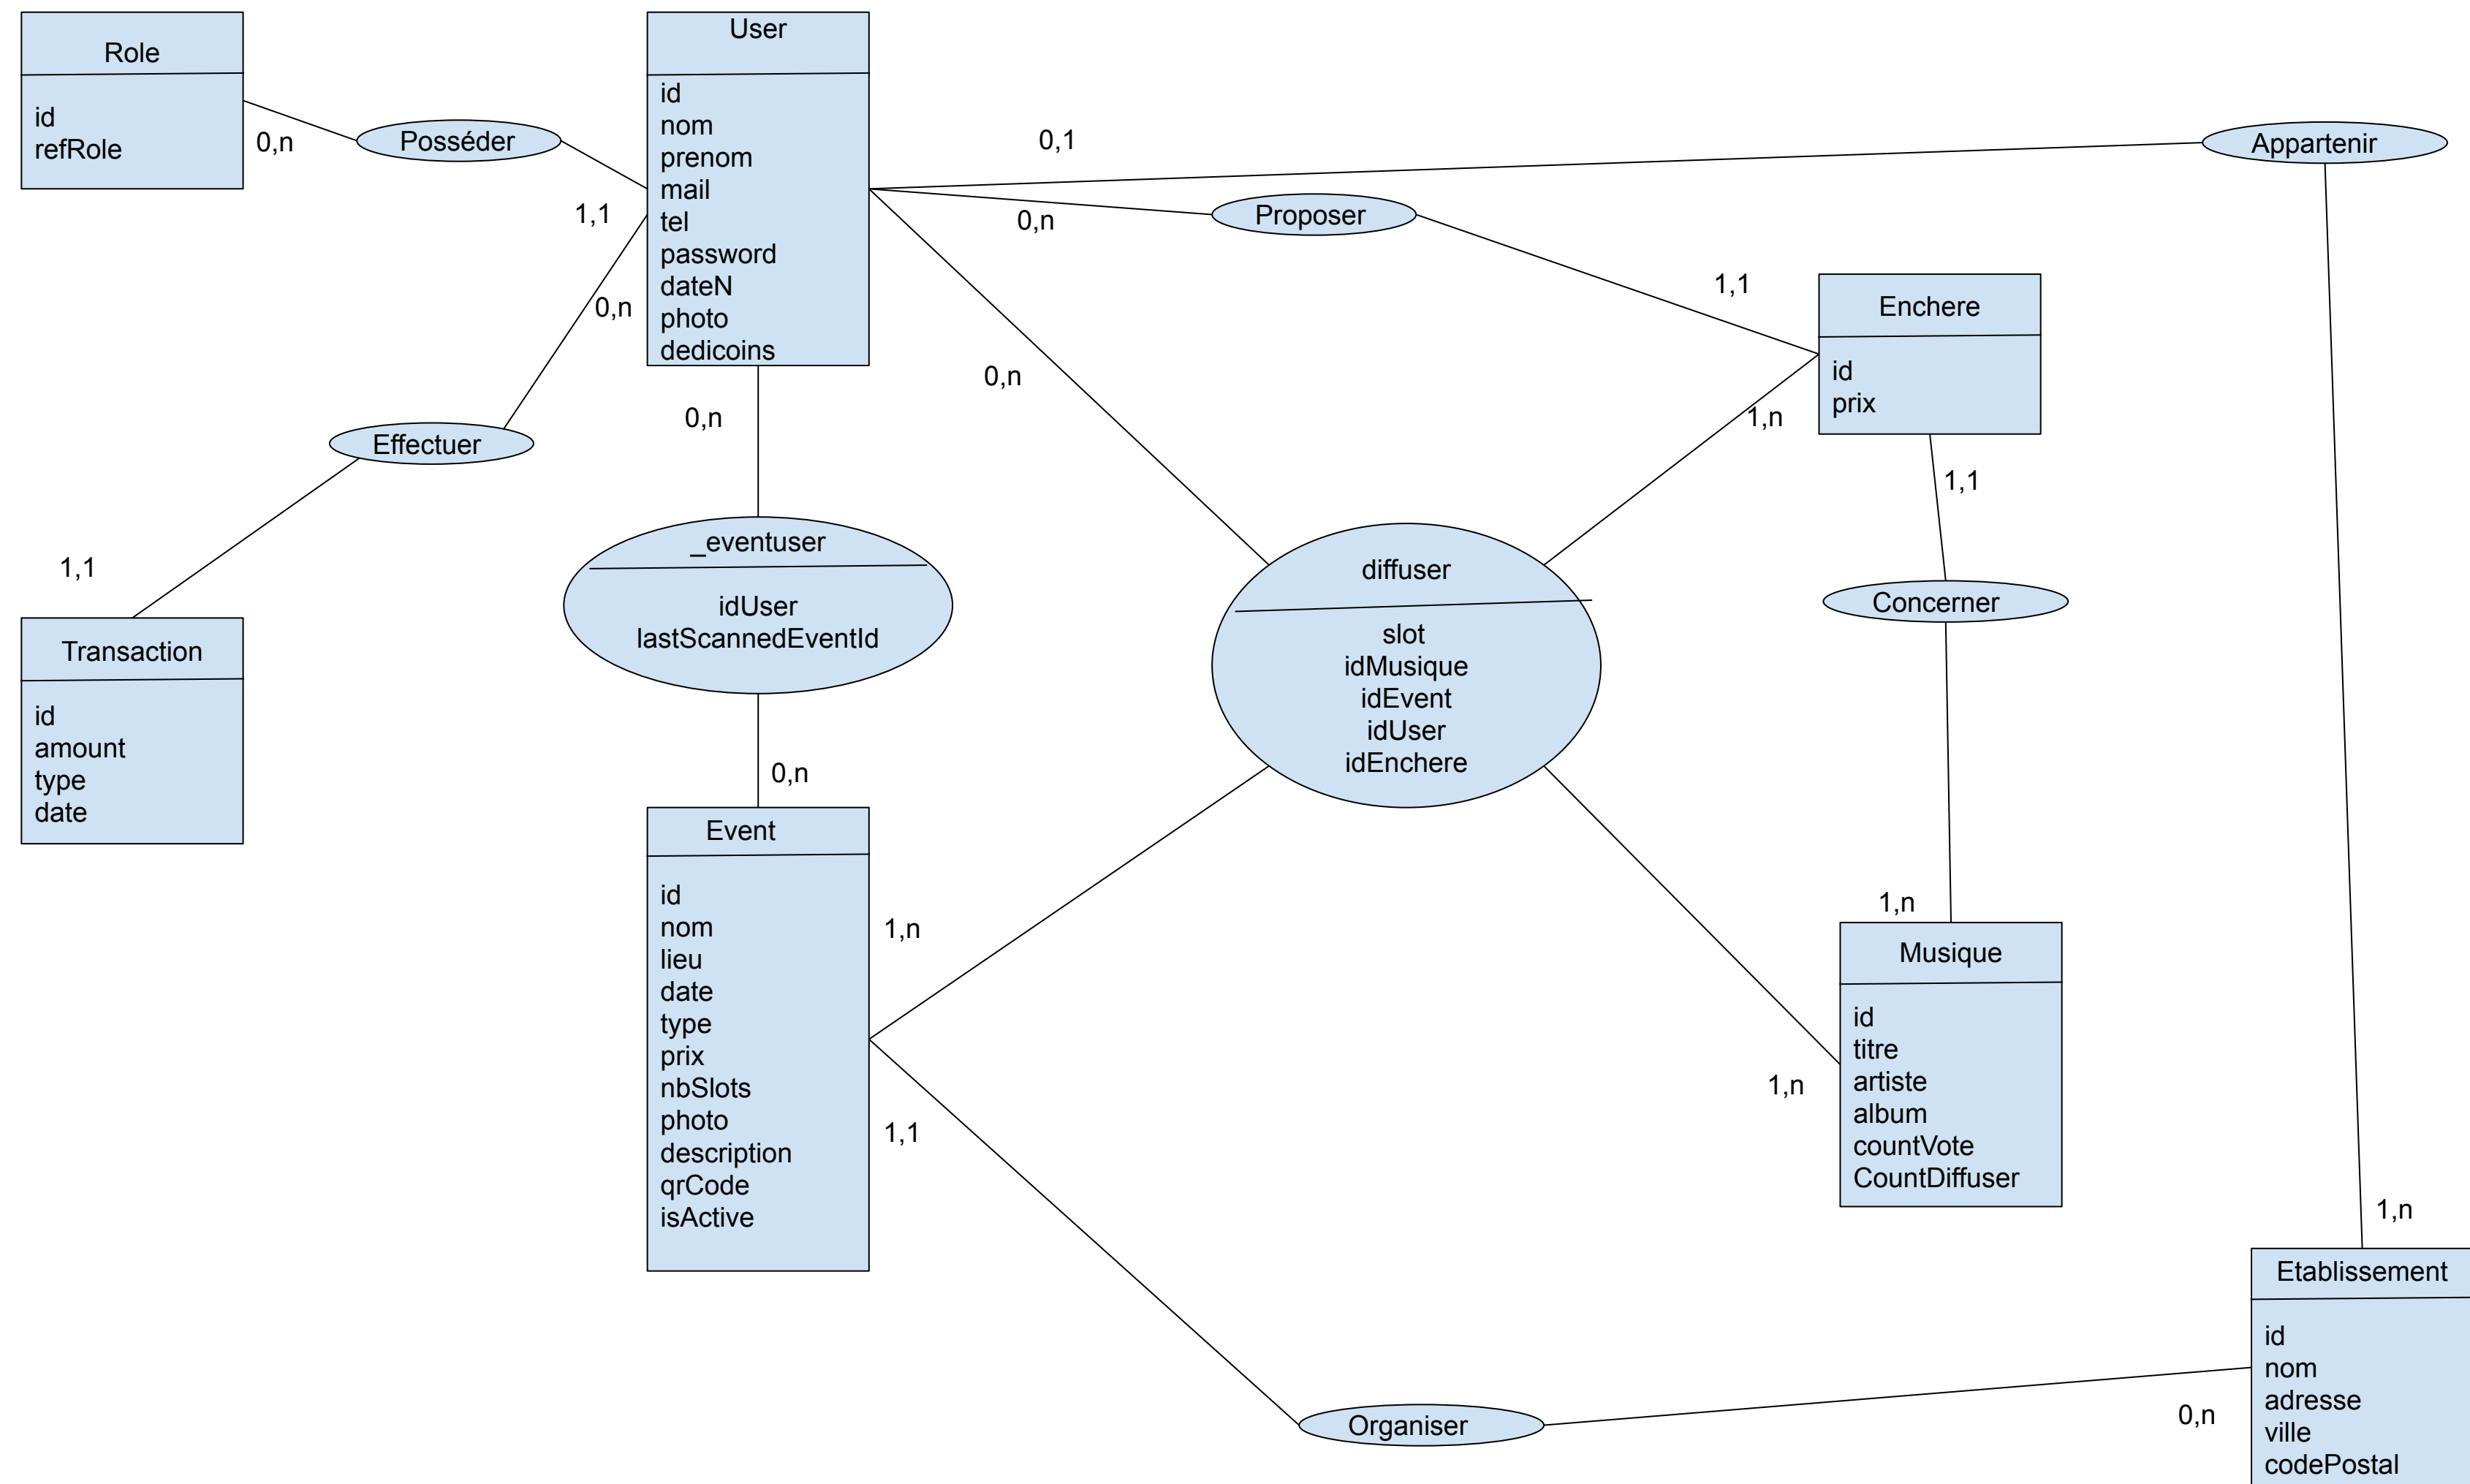 Role
id
refRole
0,n
Posséder
1,1
User
id
nom
prenom
mail
tel
password
dateN
photo
dedicoins
0,1
Appartenir
0,n
Proposer
1,1
Enchere
id
prix
0,n
Effectuer
1,1
Transaction
id
amount
type
date
0,n
_eventuser
idUser
lastScannedEventId
0,n
0,n
diffuser
slot
idMusique
idEvent
idUser
idEnchere
1,n
1,1
Concerner
1,n
Event
id
nom
lieu
date
type
prix
nbSlots
photo
description
qrCode
isActive
1,n
1,1
Musique
id
titre
artiste
album
countVote
CountDiffuser
1,n
1,n
Etablissement
id
nom
adresse
ville
codePostal
Organiser
0,n